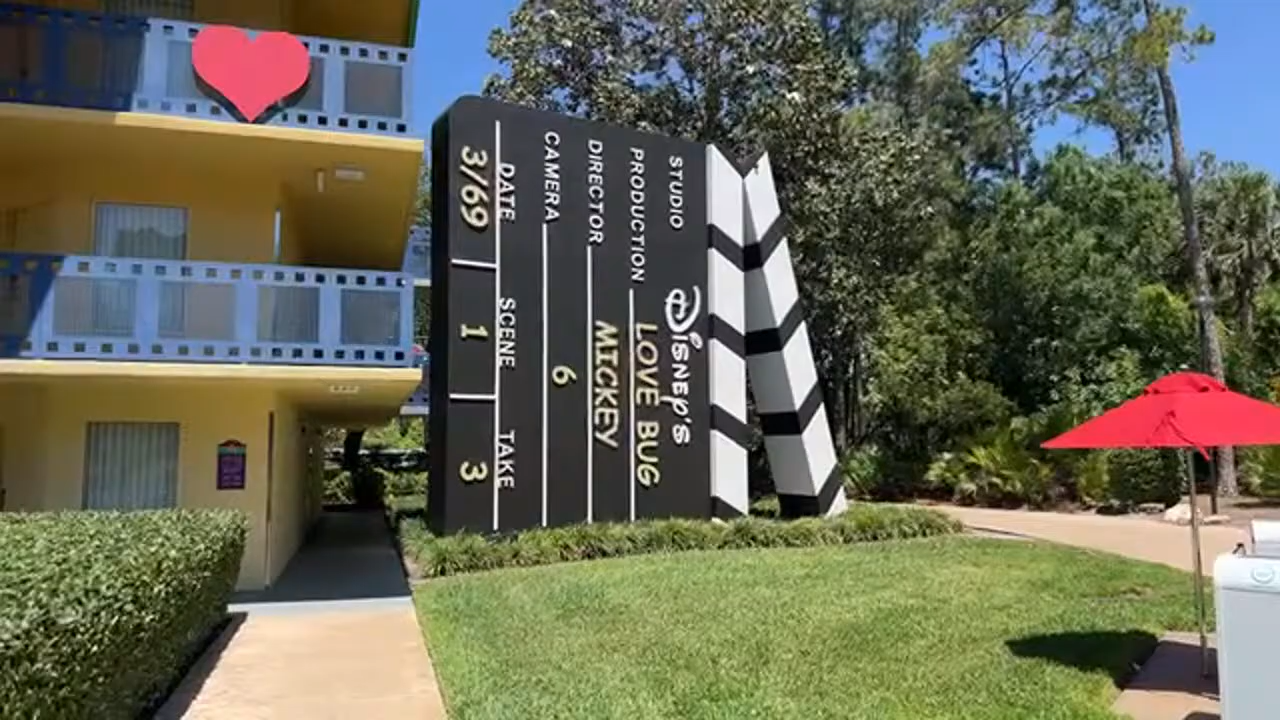 STUDIO DISNEY'S
PRODUCTION LOVE BUG
DIRECTOR MICKEY
CAMERA 6
DATE SCENE TAKE
3/69 1 3